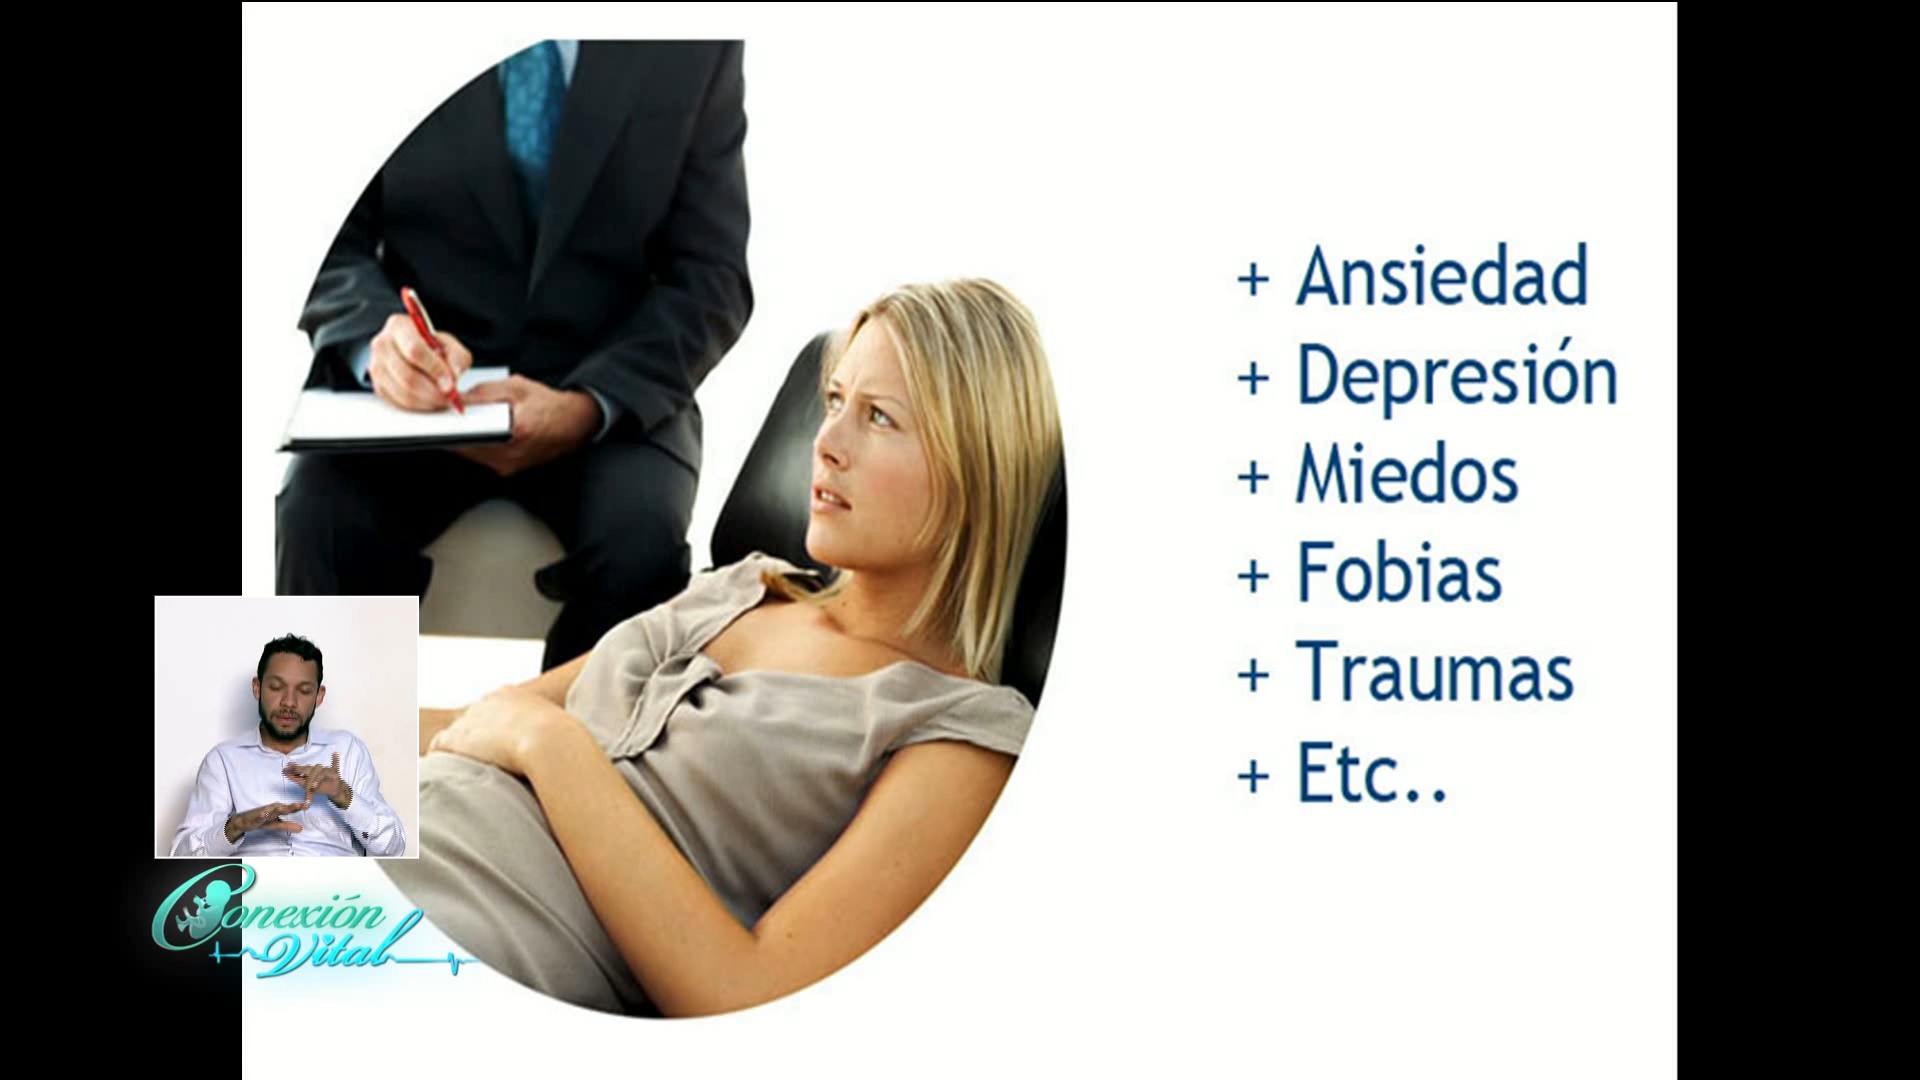 + Ansiedad
+ Depresión
+ Miedos
+ Fobias
+ Traumas
+ Etc..
Conexión
Vital